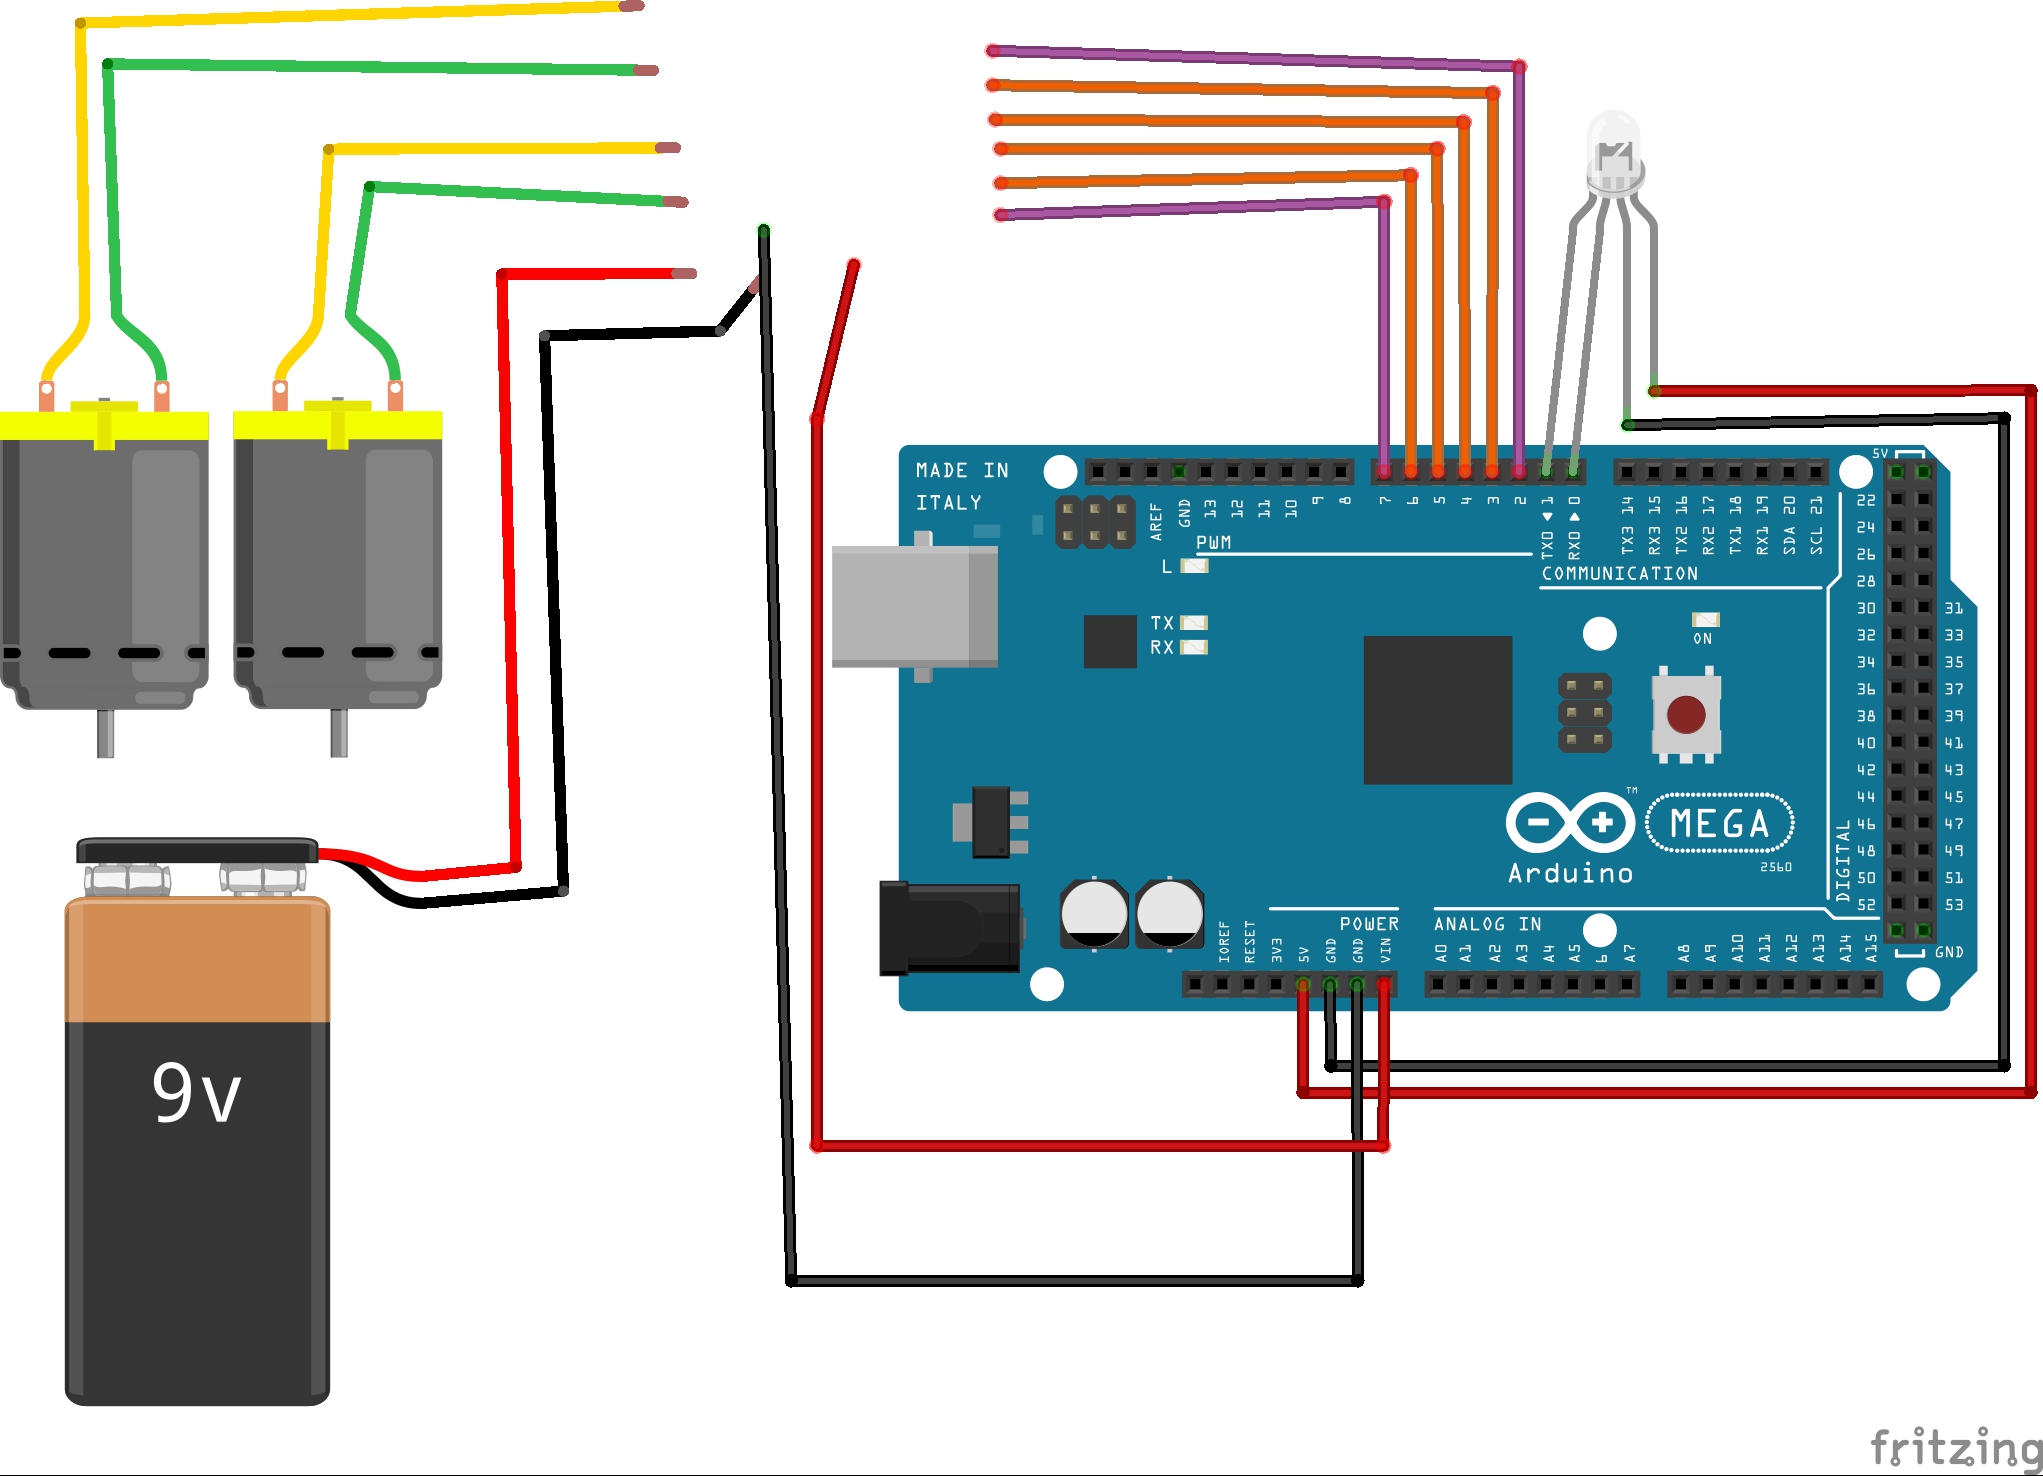 MADE IN
ITALY
AREF
GND
13
12
11
10
9
8
7
6
5
4
3
2
1
0
TX0
RX0
TX3 14
RX3 15
TX2 16
RX2 17
TX1 18
RX1 19
SDA 20
SCL 21
PWM
COMMUNICATION
L
TX
RX
ON
5V
22
24
26
28
30 31
32 33
34 35
36 37
38 39
40 41
42 43
44 45
46 47
48 49
50 51
52 53
GND
DIGITAL
MEGA
TM
2560
Arduino
POWER
ANALOG IN
IOREF
RESET
3V3
5V
GND
GND
VIN
A0
A1
A2
A3
A4
A5
6
A7
A8
A9
A10
A11
A12
A13
A14
A15
9v
fritzing